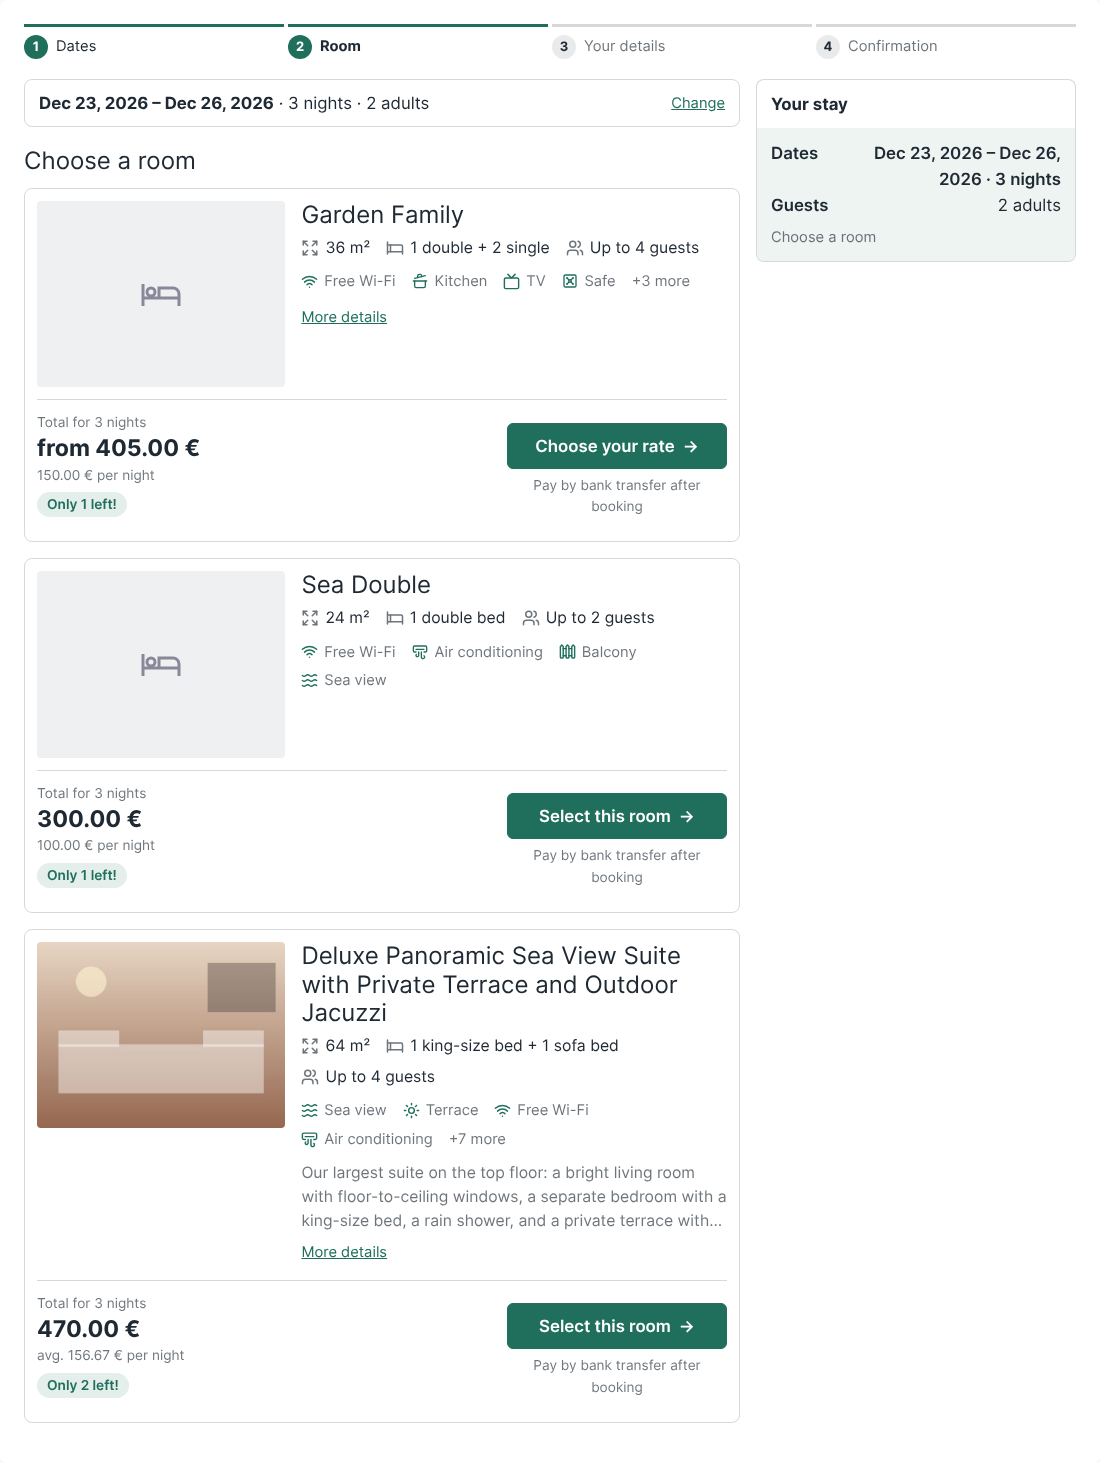 1 Dates
2 Room
3 Your details
4 Confirmation
Dec 23, 2026 – Dec 26, 2026 · 3 nights · 2 adults
Change
Choose a room
Garden Family
36 m² 1 double + 2 single Up to 4 guests
Free Wi-Fi Kitchen TV Safe +3 more
More details
Total for 3 nights
from 405.00 €
150.00 € per night
Only 1 left!
Choose your rate →
Pay by bank transfer after
booking
Sea Double
24 m² 1 double bed Up to 2 guests
Free Wi-Fi Air conditioning Balcony
Sea view
Total for 3 nights
300.00 €
100.00 € per night
Only 1 left!
Select this room →
Pay by bank transfer after
booking
Deluxe Panoramic Sea View Suite
with Private Terrace and Outdoor
Jacuzzi
64 m² 1 king-size bed + 1 sofa bed
Up to 4 guests
Sea view Terrace Free Wi-Fi
Air conditioning +7 more
Our largest suite on the top floor: a bright living room
with floor-to-ceiling windows, a separate bedroom with a
king-size bed, a rain shower, and a private terrace with...
More details
Total for 3 nights
470.00 €
avg. 156.67 € per night
Only 2 left!
Select this room →
Pay by bank transfer after
booking
Your stay
Dates Dec 23, 2026 – Dec 26,
2026 · 3 nights
Guests 2 adults
Choose a room